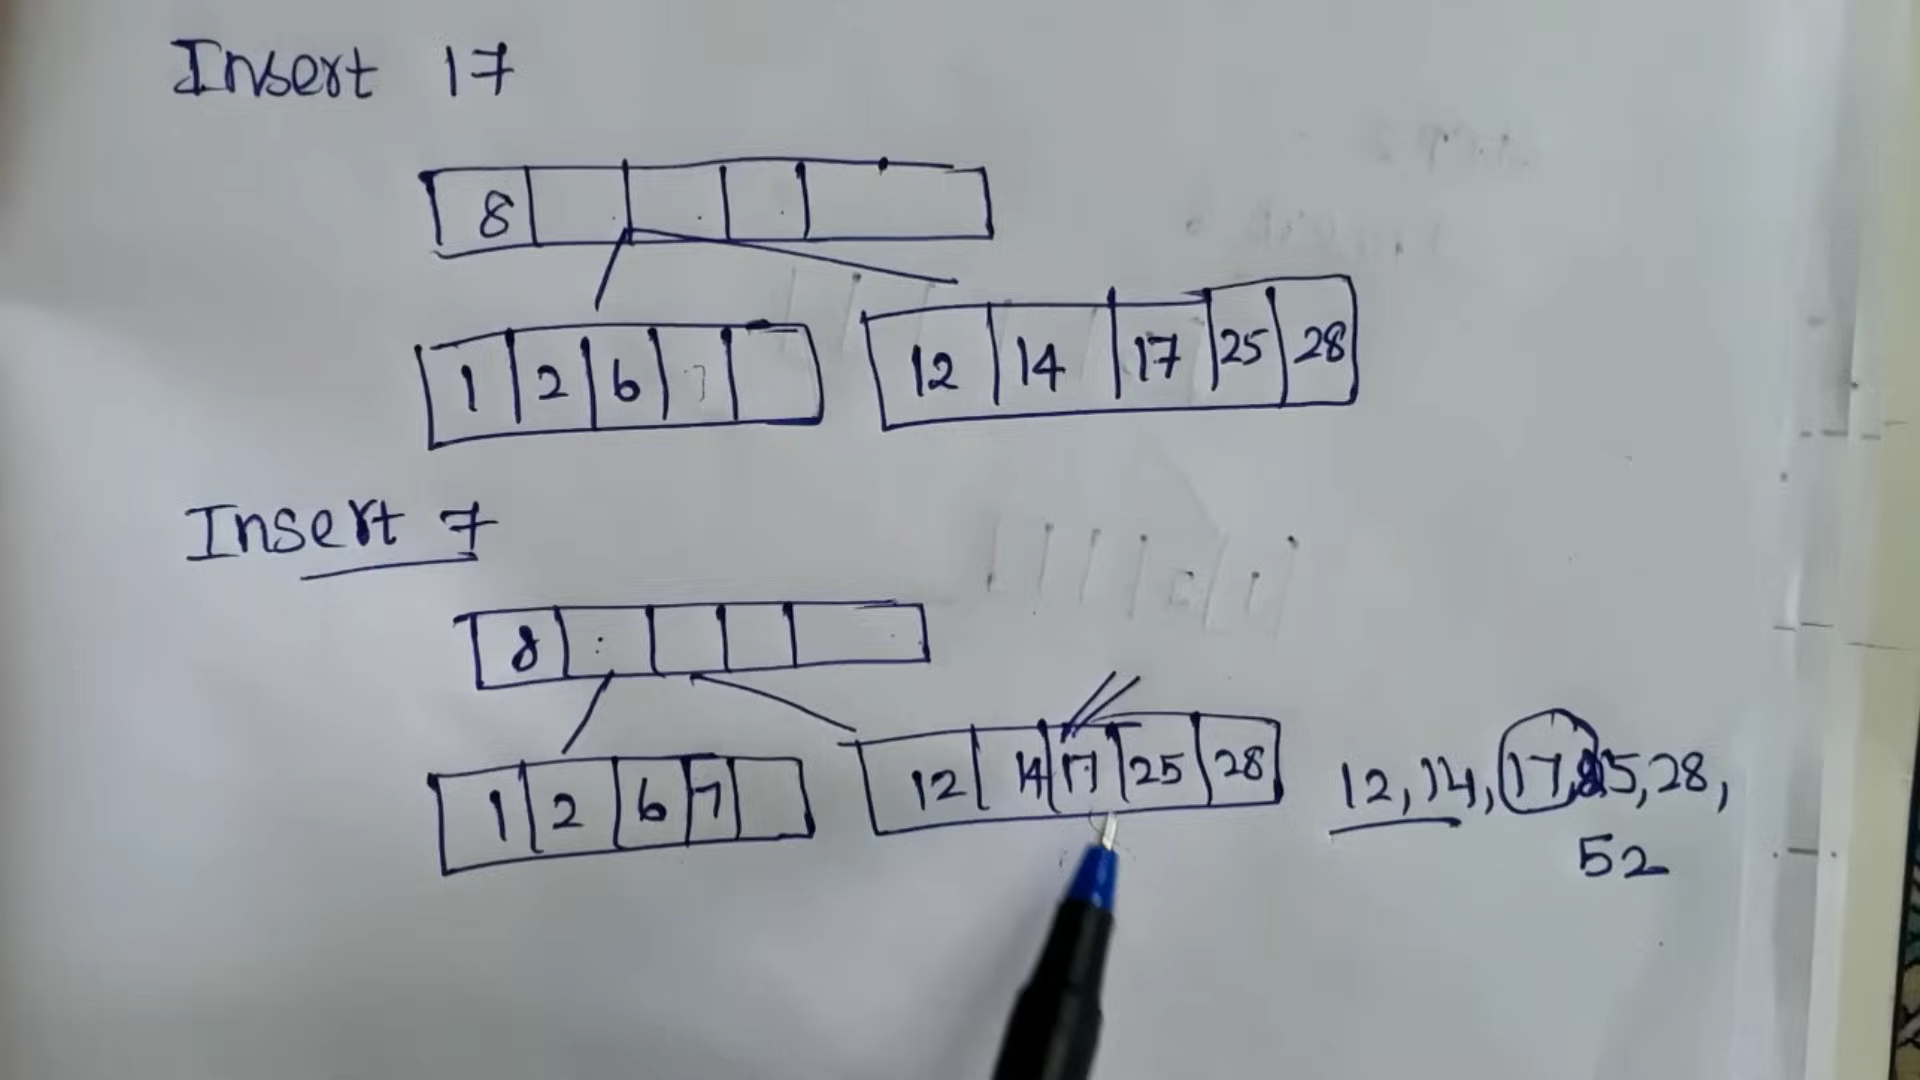 Insert 17
8
1 2 6 7 12 14 17 25 28
Insert 7
8
1 2 6 7 12 14 17 25 28 12, 14, 17, 25, 28,
52